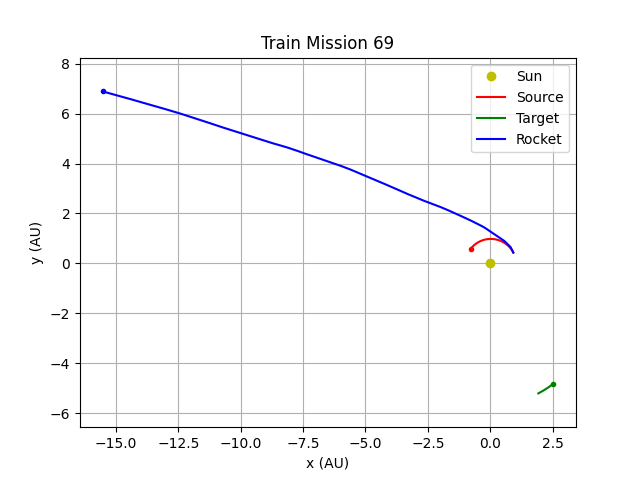 Train Mission 69
8
6
4
2
0
−2
−4
−6
y (AU)
Sun
Source
Target
Rocket
−15.0 −12.5 −10.0 −7.5 −5.0 −2.5 0.0 2.5
x (AU)